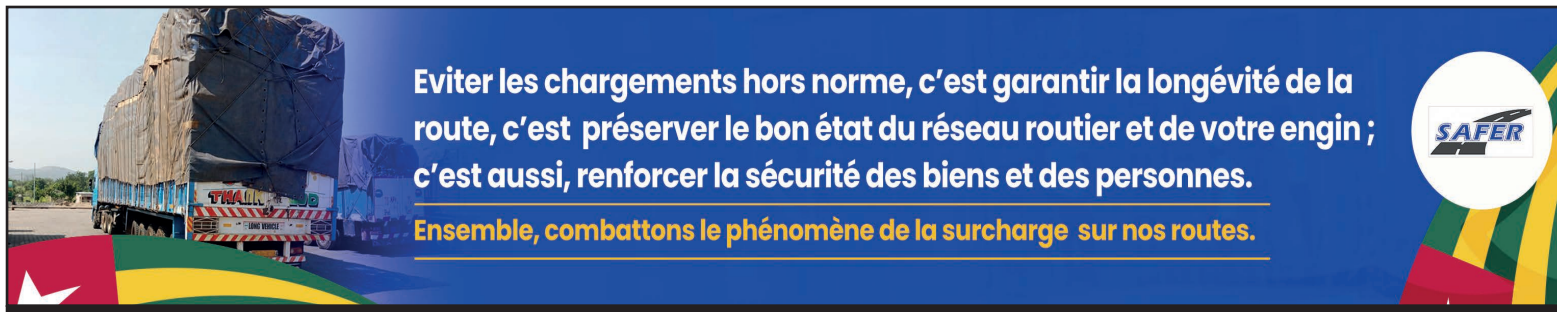 Eviter les chargements hors norme, c’est garantir la longévité de la
route, c’est  préserver le bon état du réseau routier et de votre engin ;
c’est aussi, renforcer la sécurité des biens et des personnes.
Ensemble, combattons le phénomène de la surcharge  sur nos routes.
SAFER
LONG VEHICLE